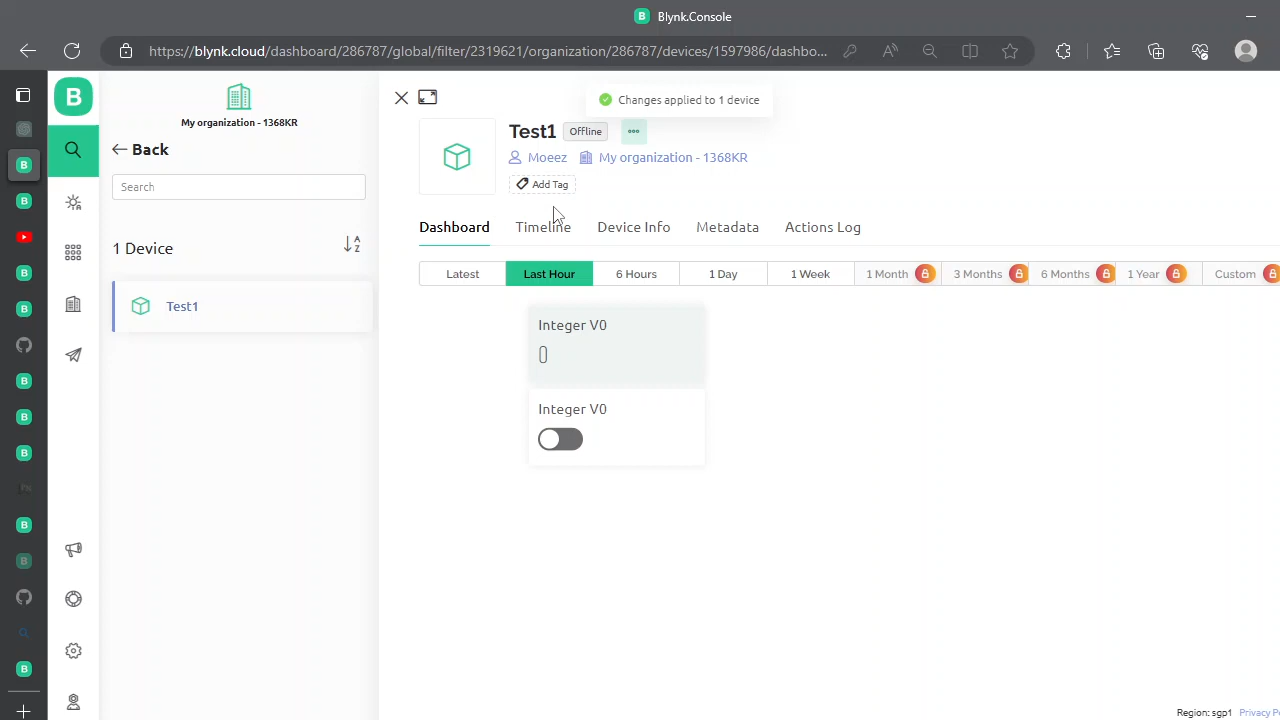 Blynk.Console
https://blynk.cloud/dashboard/286787/global/filter/2319621/organization/286787/devices/1597986/dashbo...
B
My organization - 1368KR
Back
Search
1 Device
Test1
Changes applied to 1 device
Test1 Offline
Moeez My organization - 1368KR
Add Tag
Dashboard Timeline Device Info Metadata Actions Log
Latest Last Hour 6 Hours 1 Day 1 Week 1 Month 3 Months 6 Months 1 Year Custom
Integer V0
0
Integer V0
Region: sgp1 Privacy P